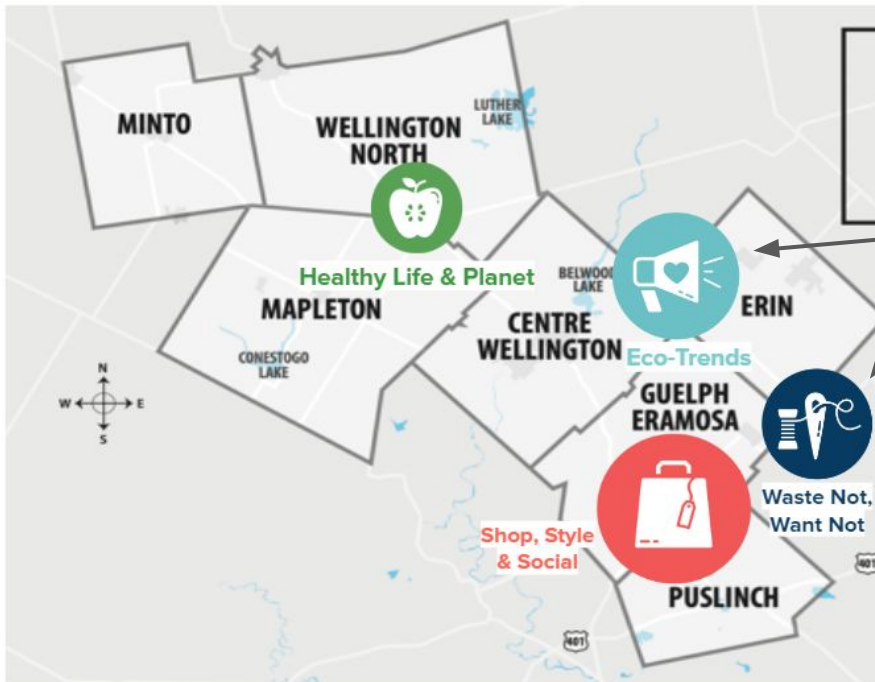 MINTO
WELLINGTON
NORTH
LUTHER
LAKE
Healthy Life & Planet
MAPLETON
CONESTOGO
LAKE
N
W
E
S
BELWOOD
LAKE
CENTRE
WELLINGTON
Eco-Trends
ERIN
GUELPH
ERAMOSA
Waste Not,
Want Not
Shop, Style
& Social
PUSLINCH
401
401